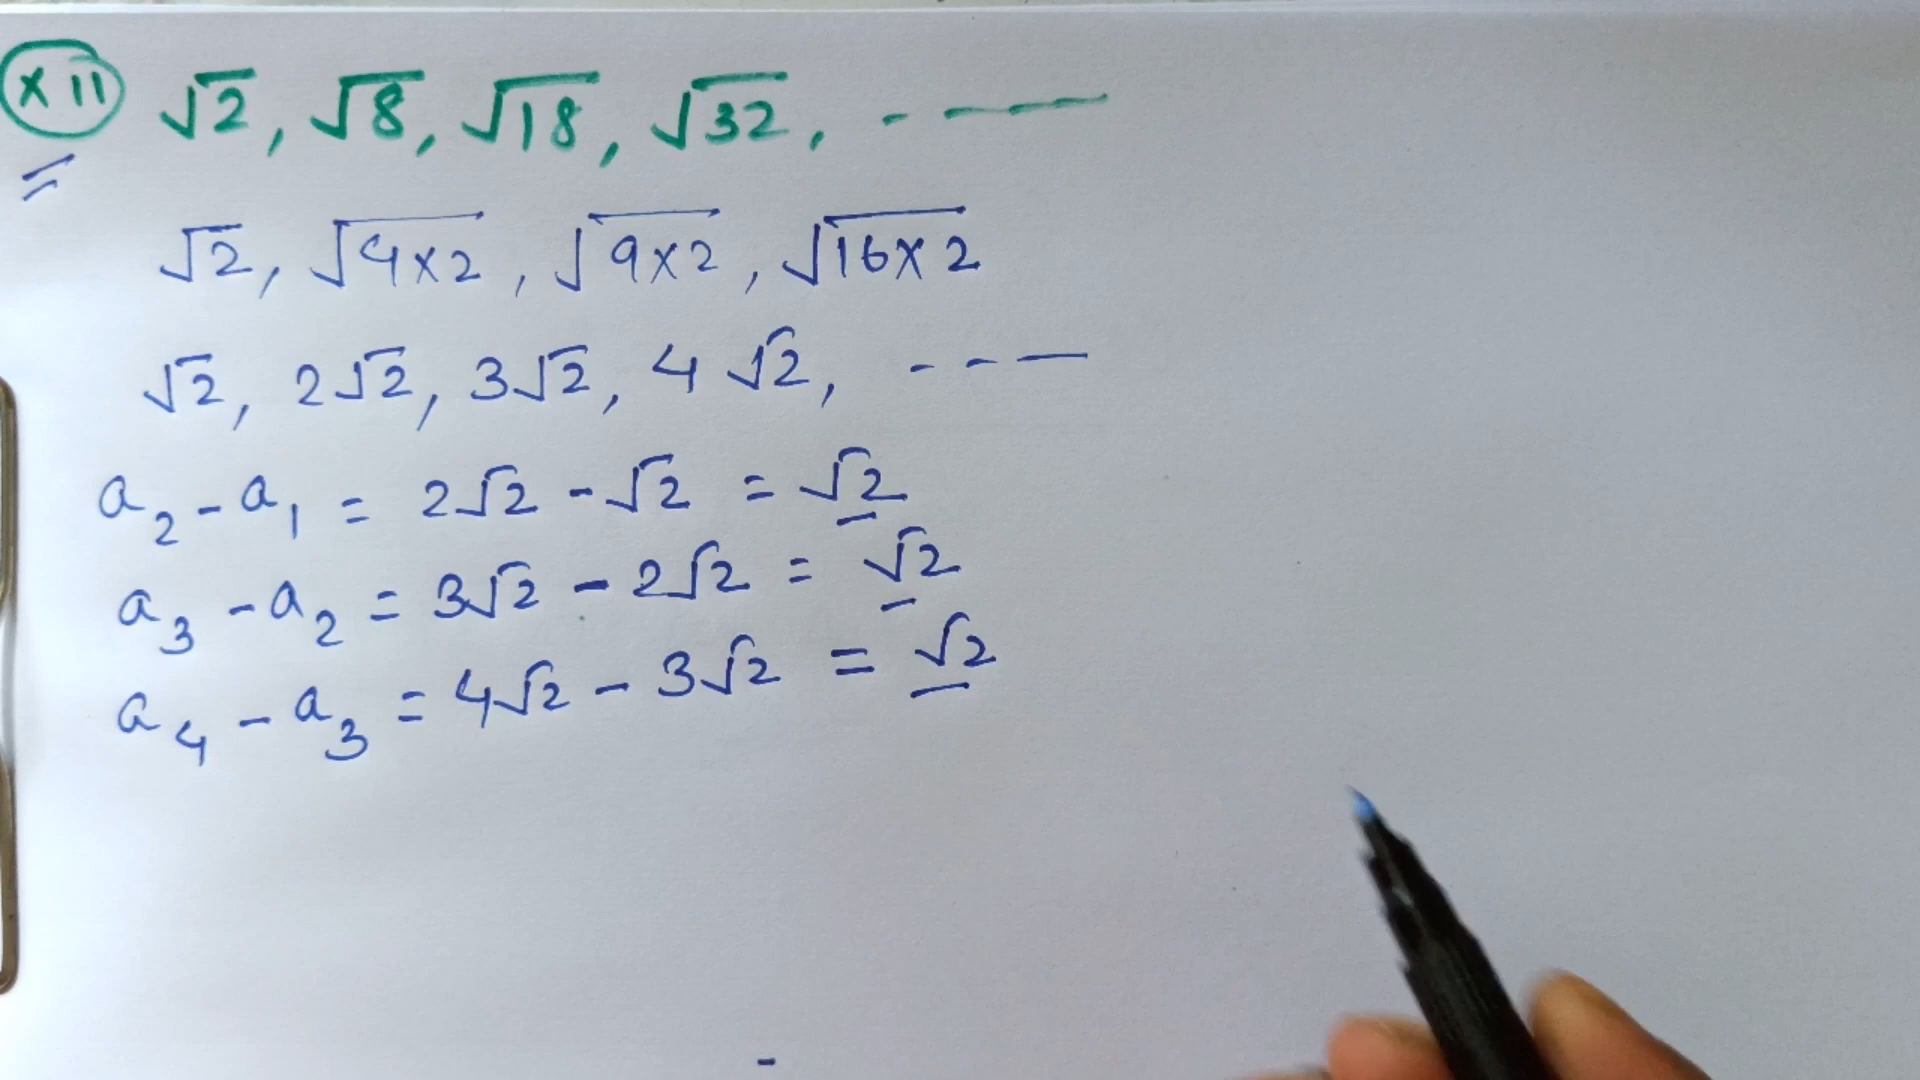 xii √2, √8, √18, √32, - ——
=
√2, √4×2, √9×2, √16×2
√2, 2√2, 3√2, 4√2, - - —
a₂ - a₁ = 2√2 - √2 = √2
a₃ - a₂ = 3√2 - 2√2 = √2
a₄ - a₃ = 4√2 - 3√2 = √2